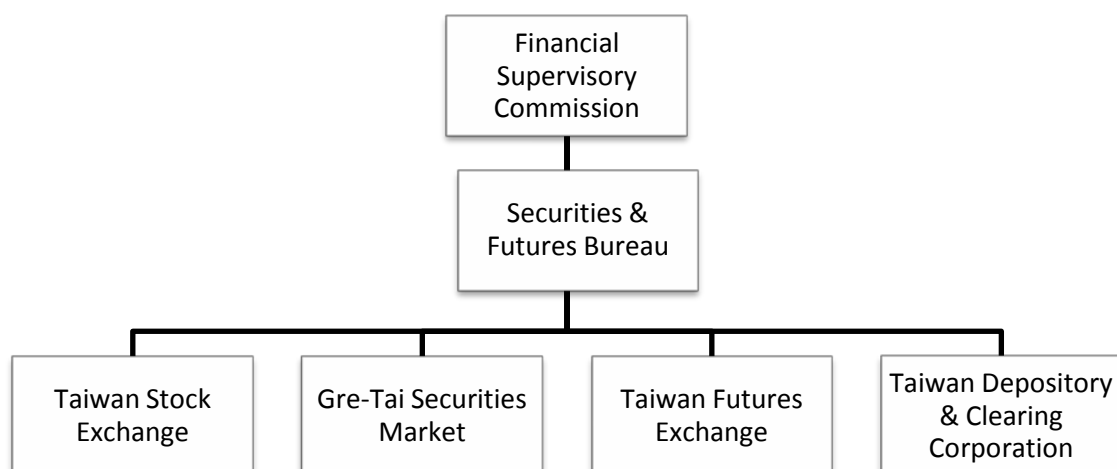 Financial
Supervisory
Commission
Securities &
Futures Bureau
Taiwan Stock
Exchange
Gre-Tai Securities
Market
Taiwan Futures
Exchange
Taiwan Depository
& Clearing
Corporation